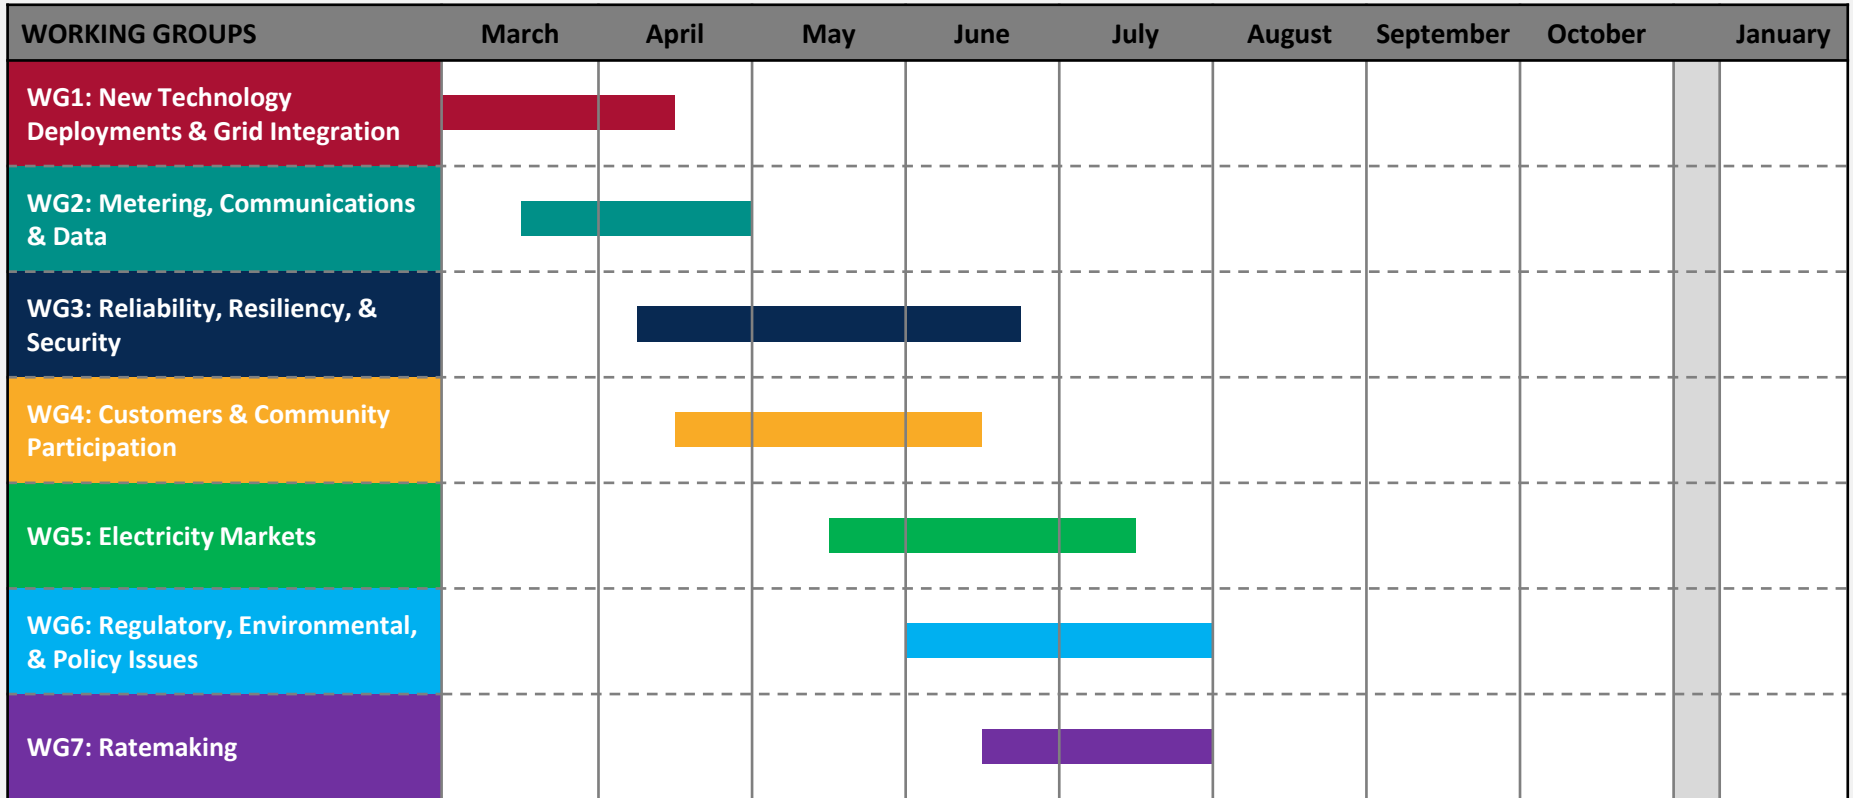 WORKING GROUPS March April May June July August September October January
WG1: New Technology
Deployments & Grid Integration
WG2: Metering, Communications
& Data
WG3: Reliability, Resiliency, &
Security
WG4: Customers & Community
Participation
WG5: Electricity Markets
WG6: Regulatory, Environmental,
& Policy Issues
WG7: Ratemaking